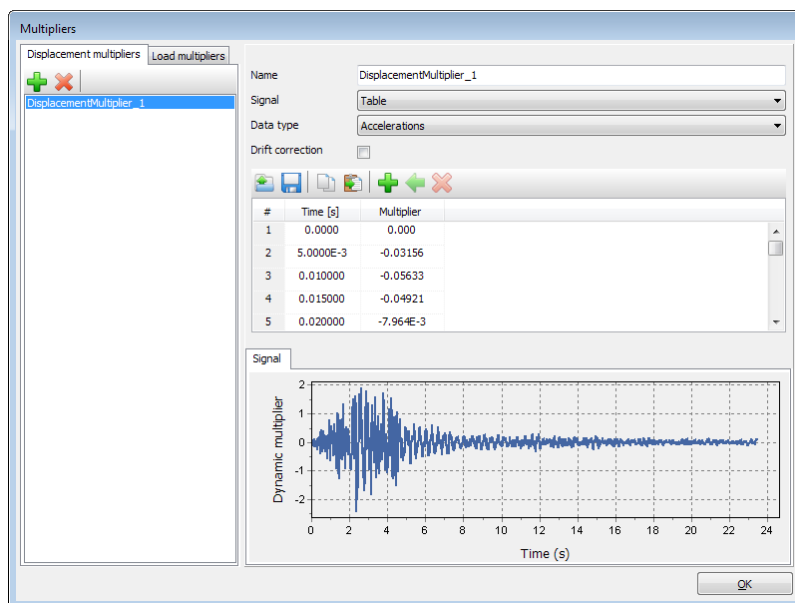 Multipliers
Displacement multipliers Load multipliers
DisplacementMultiplier_1
Name DisplacementMultiplier_1
Signal Table
Data type Accelerations
Drift correction
# Time [s] Multiplier
1 0.0000 0.000
2 5.0000E-3 -0.03156
3 0.010000 -0.05633
4 0.015000 -0.04921
5 0.020000 -7.964E-3
Signal
Dynamic multiplier
2
1
0
-1
-2
0 2 4 6 8 10 12 14 16 18 20 22 24
Time (s)
OK